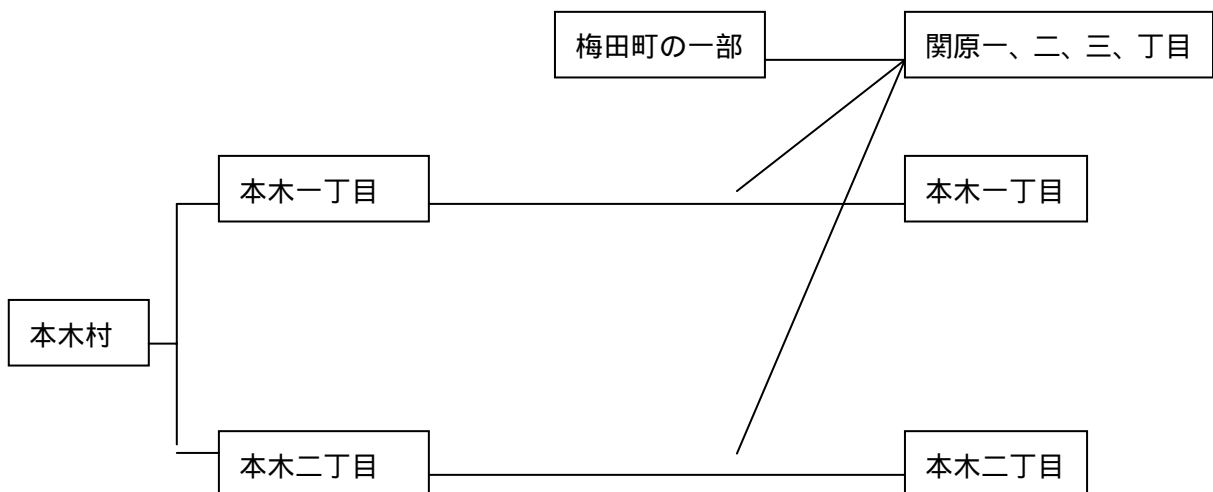 梅田町の一部
関原一、二、三、丁目
本木一丁目
本木一丁目
本木村
本木二丁目
本木二丁目